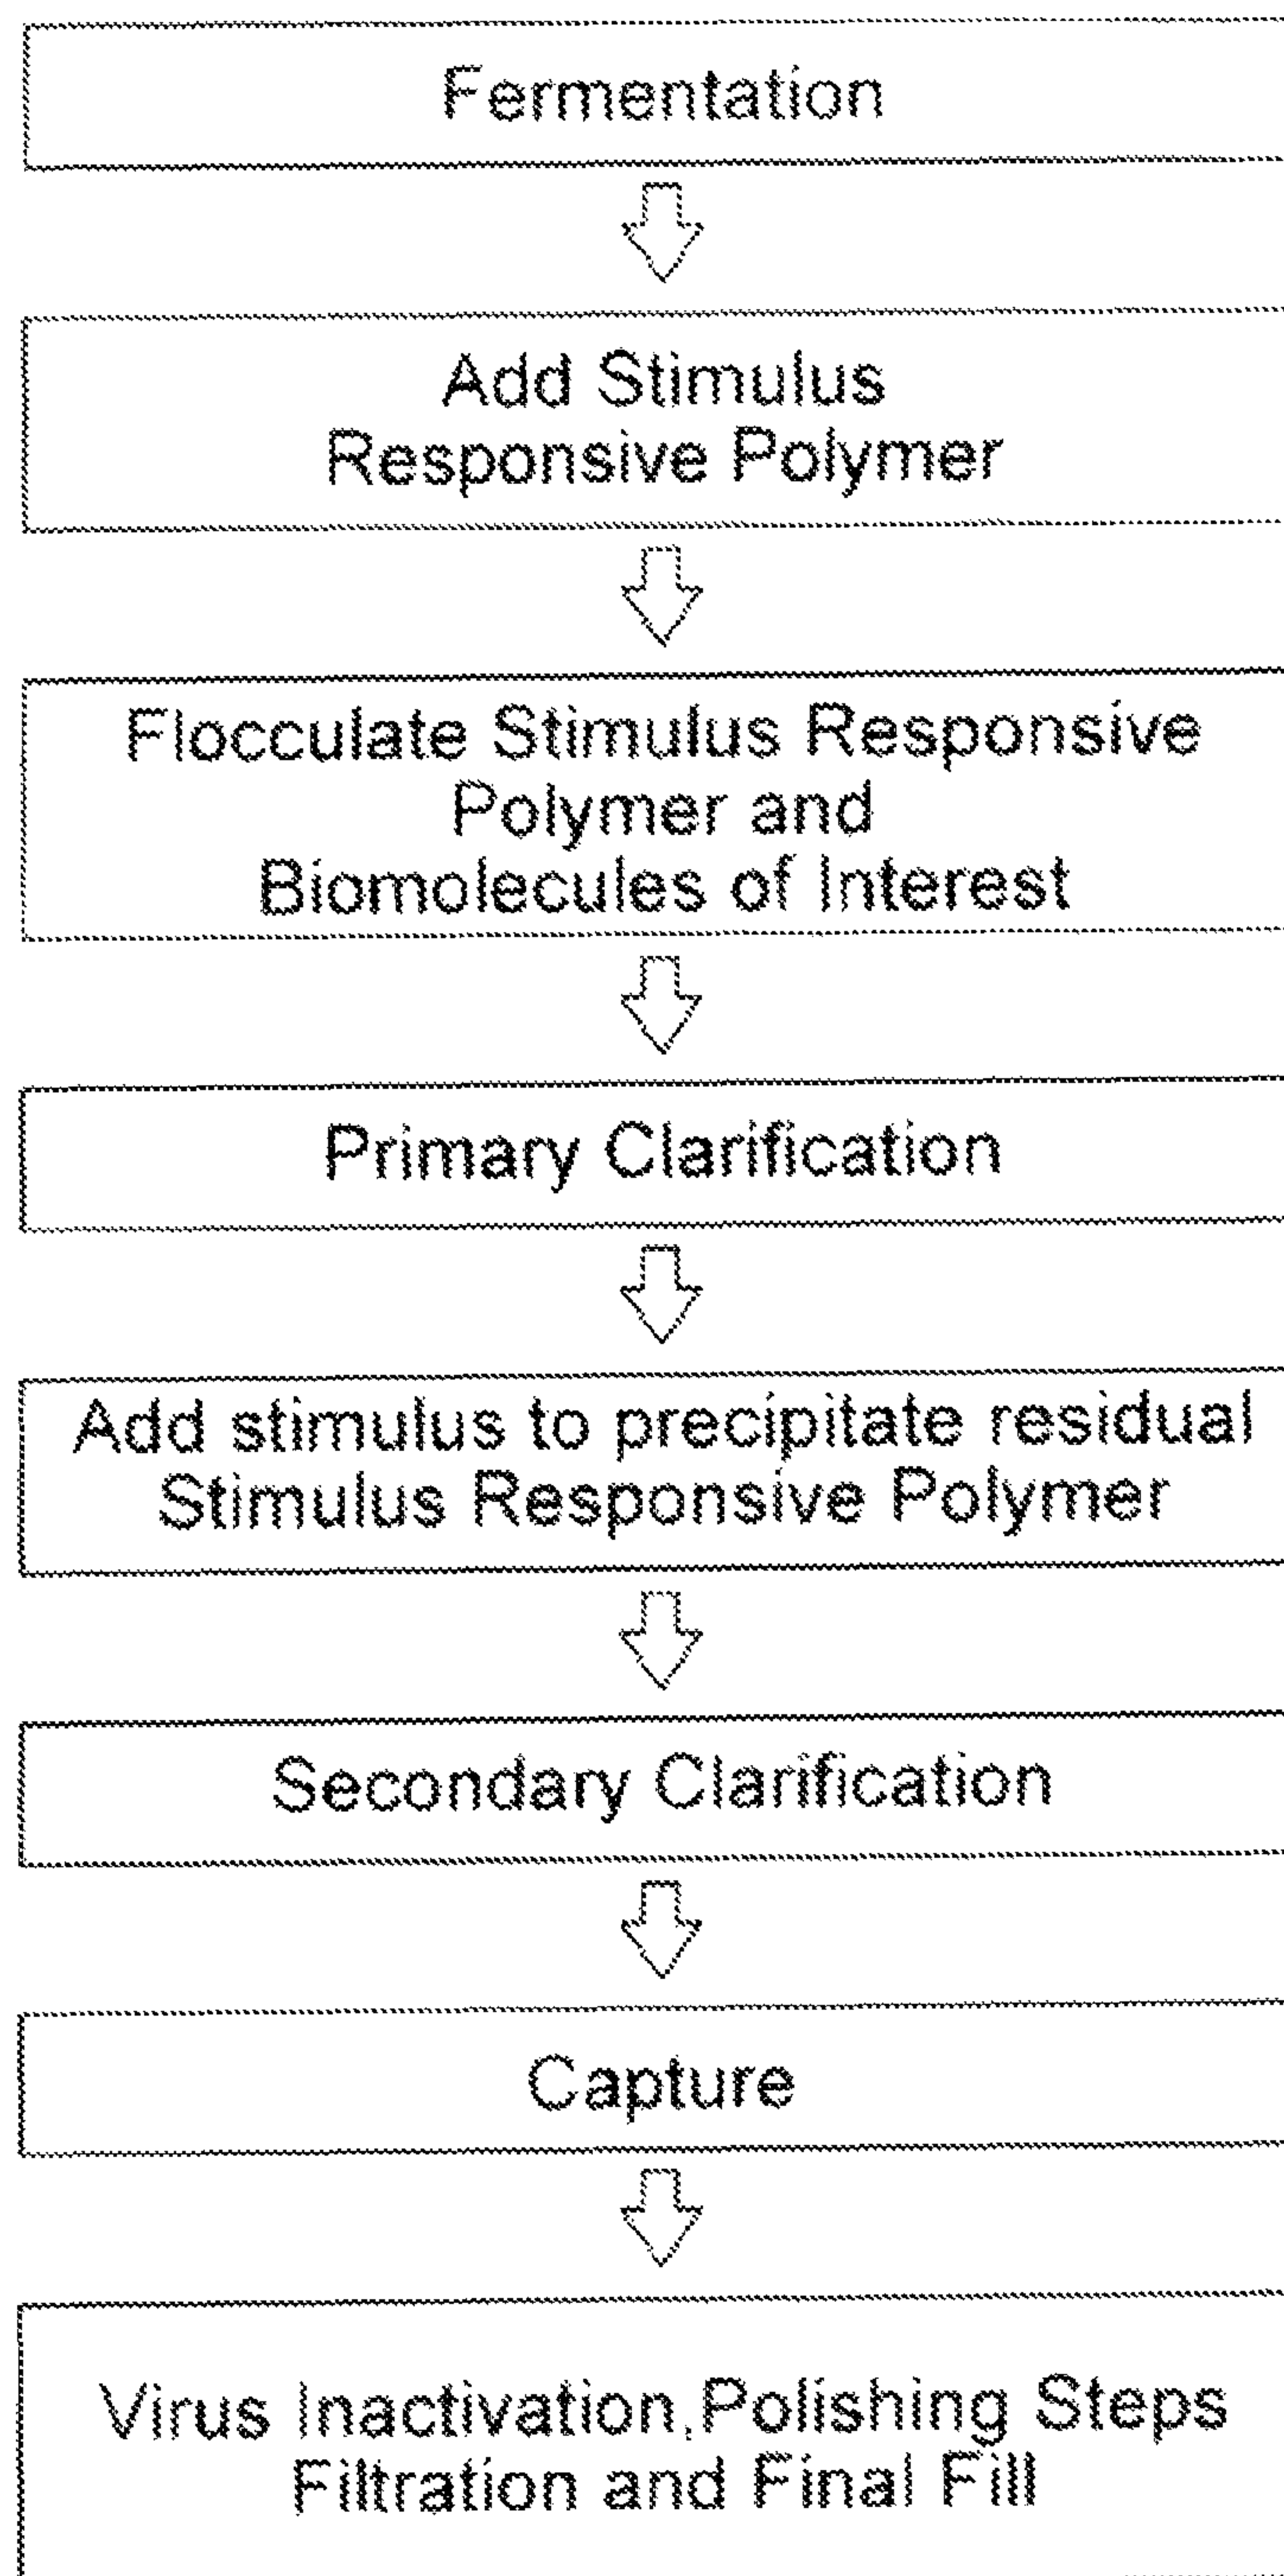 Fermentation
Add Stimulus
Responsive Polymer
Flocculate Stimulus Responsive
Polymer and
Biomolecules of Interest
Primary Clarification
Add stimulus to precipitate residual
Stimulus Responsive Polymer
Secondary Clarification
Capture
Virus Inactivation,Polishing Steps
Filtration and Final Fill